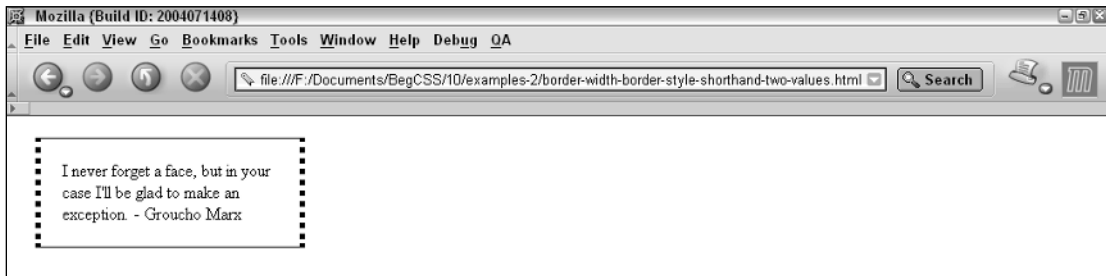 Mozilla {Build ID: 2004071408}
File Edit View Go Bookmarks Tools Window Help Debug QA
file:///F:/Documents/BegCSS/10/examples-2/border-width-border-style-shorthand-two-values.html Search
I never forget a face, but in your
case I'll be glad to make an
exception. - Groucho Marx